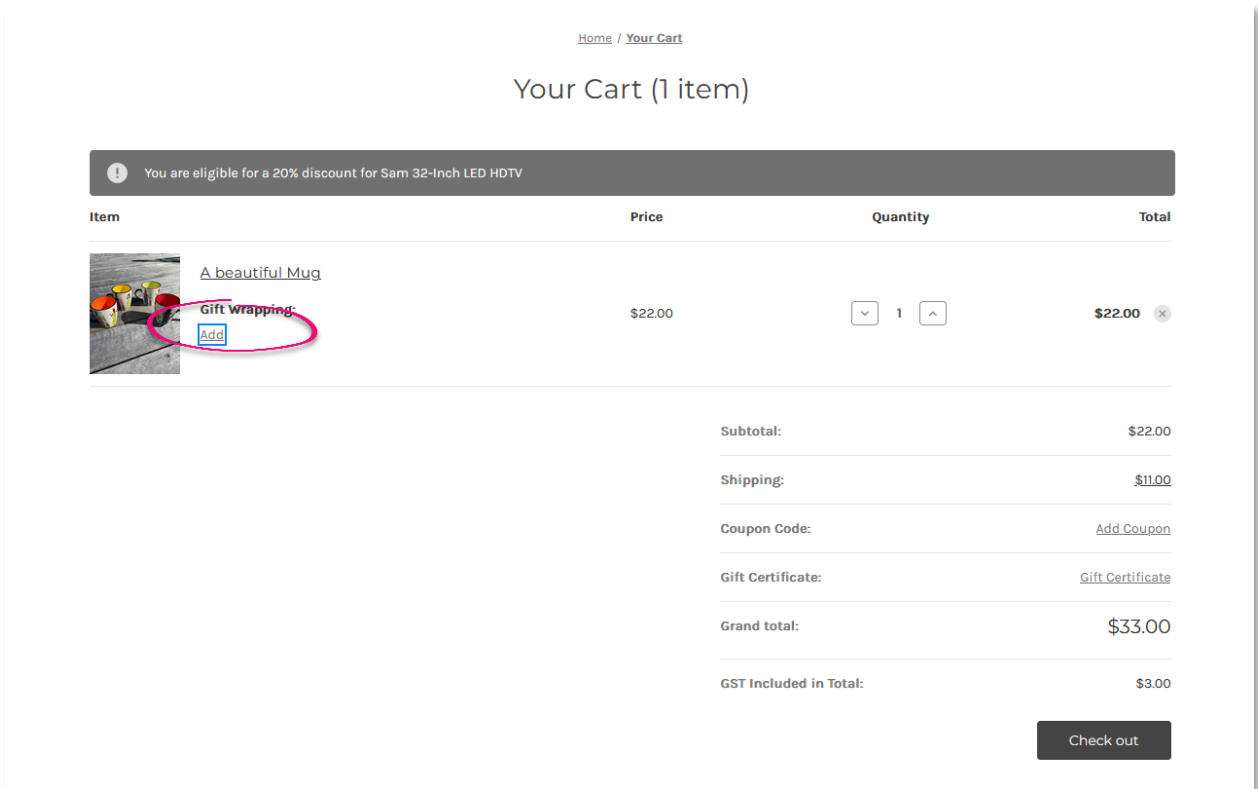 Home / Your Cart
Your Cart (1 item)
! You are eligible for a 20% discount for Sam 32-Inch LED HDTV
Item Price Quantity Total
A beautiful Mug
Gift Wrapping:
Add
$22.00 1 $22.00
Subtotal: $22.00
Shipping: $11.00
Coupon Code: Add Coupon
Gift Certificate: Gift Certificate
Grand total: $33.00
GST Included in Total: $3.00
Check out